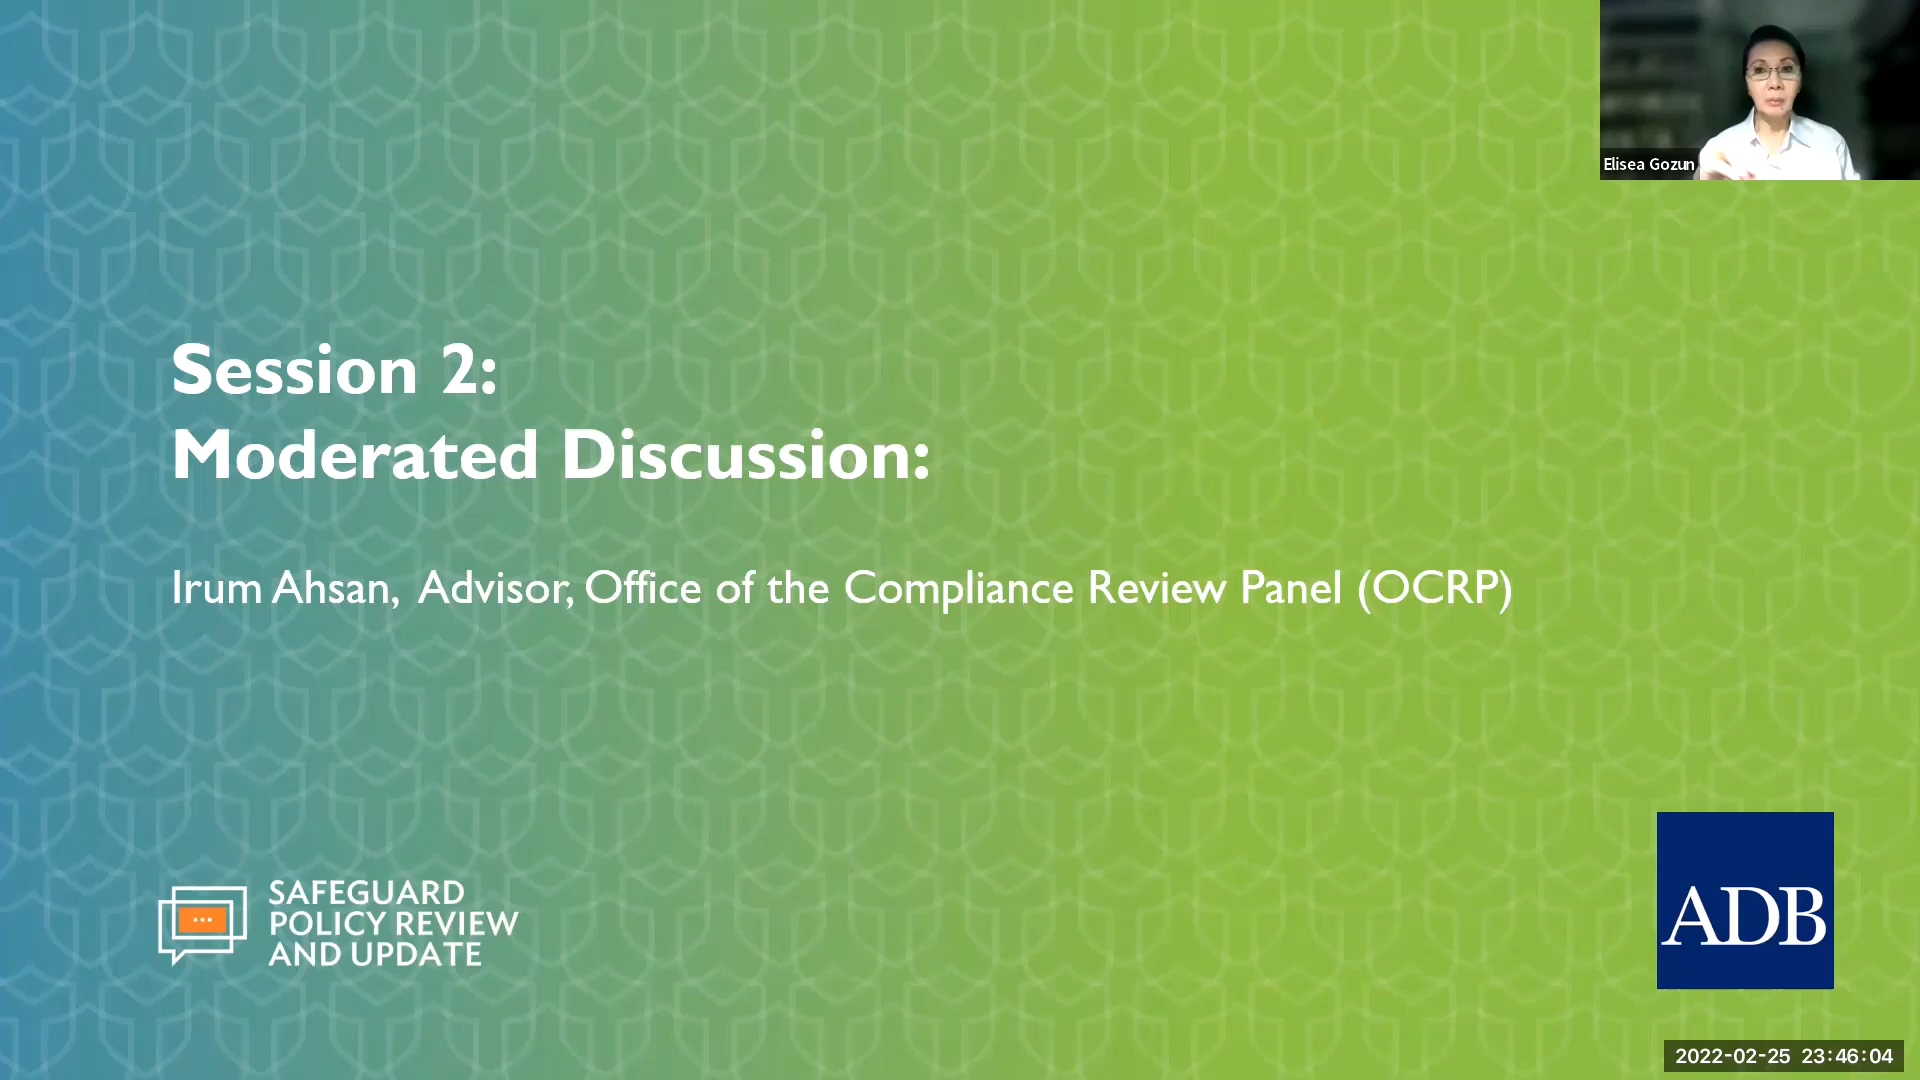 Elisea Gozun
Session 2:
Moderated Discussion:
Irum Ahsan, Advisor, Office of the Compliance Review Panel (OCRP)
SAFEGUARD
POLICY REVIEW
AND UPDATE
ADB
2022-02-25 23:46:04